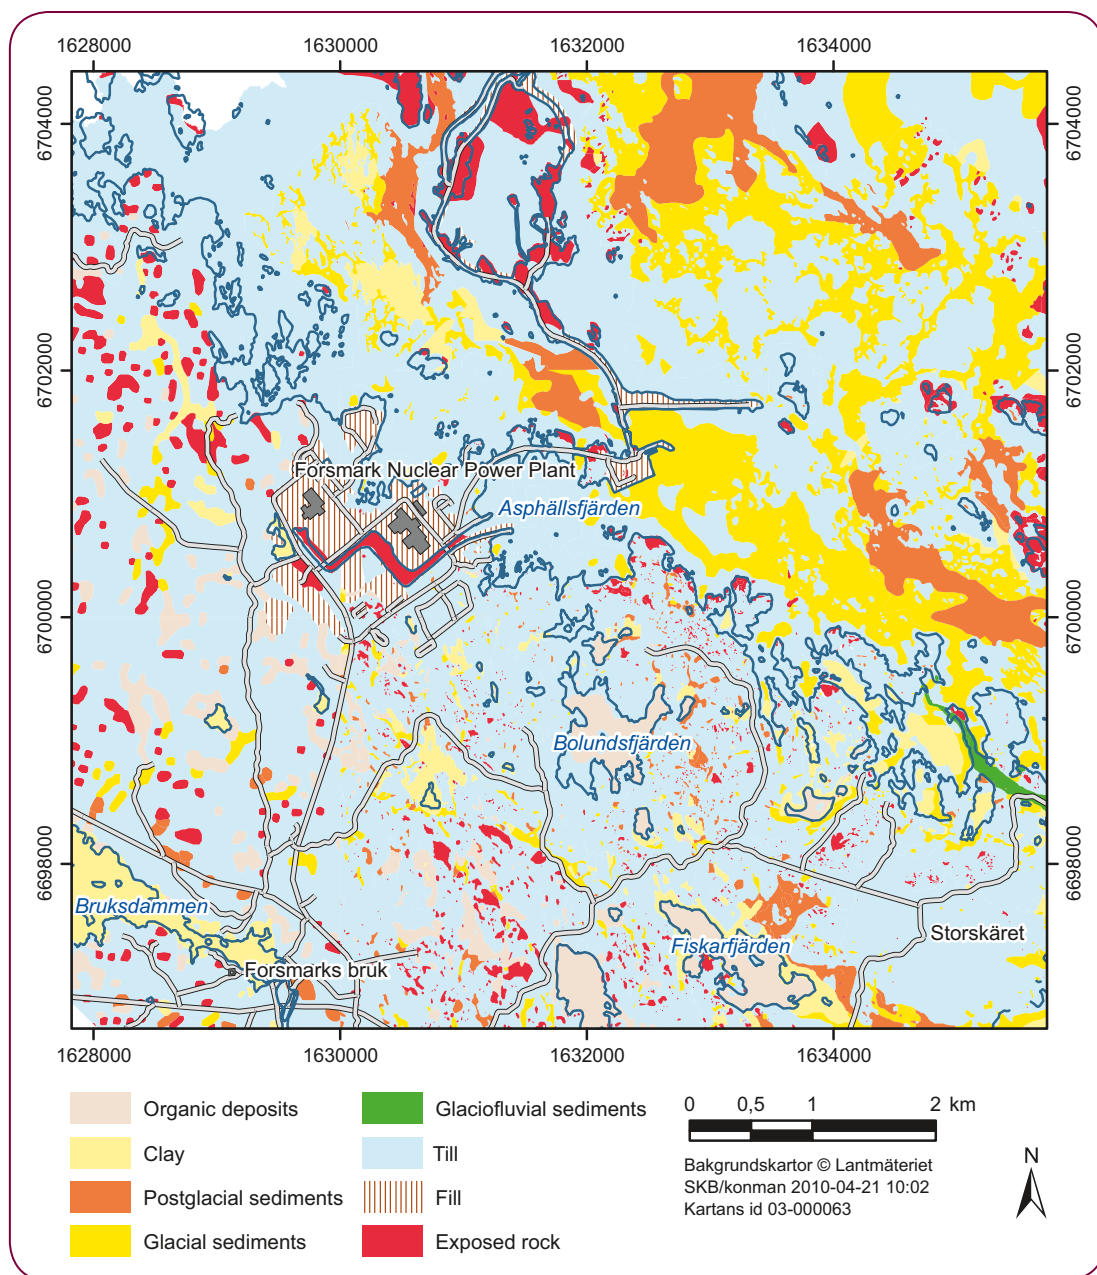 1628000 1630000 1632000 1634000
6704000 6704000
6702000 6702000
Forsmark Nuclear Power Plant
Asphällsfjärden
6700000 6700000
Bolundsfjärden
6698000 6698000
Bruksdammen
Storskäret
Fiskarfjärden
Forsmarks bruk
1628000 1630000 1632000 1634000
Organic deposits
Clay
Postglacial sediments
Glacial sediments
Glaciofluvial sediments
Till
Fill
Exposed rock
0 0,5 1 2 km
Bakgrundskartor © Lantmäteriet
SKB/konman 2010-04-21 10:02
Kartans id 03-000063
N